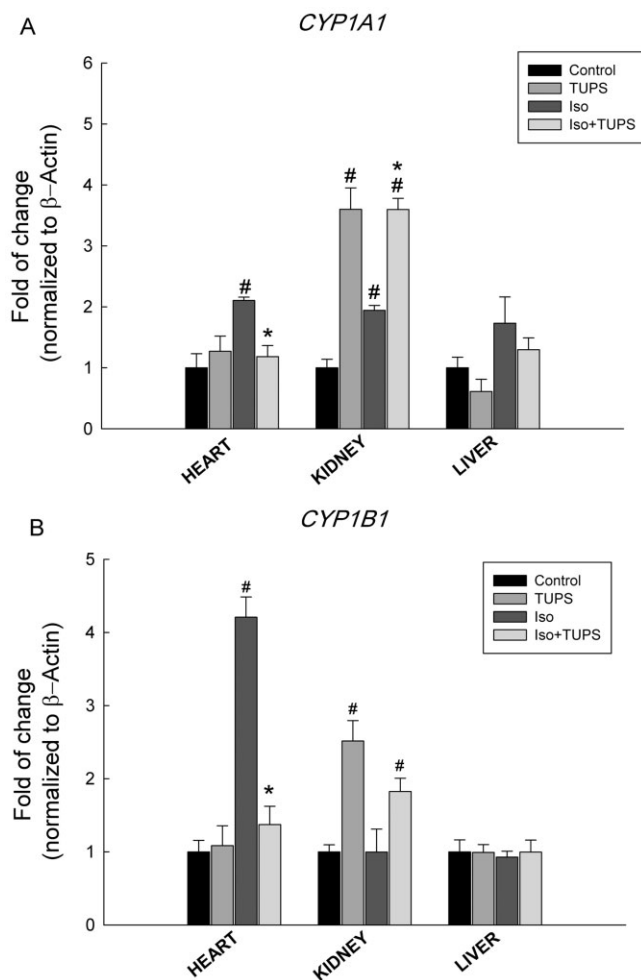 A
CYP1A1
Fold of change
(normalized to β–Actin)
6
5
4
3
2
1
0
Control
TUPS
Iso
Iso+TUPS
#
*
#
#
*
#
HEART
KIDNEY
LIVER
B
CYP1B1
Fold of change
(normalized to β–Actin)
5
4
3
2
1
0
Control
TUPS
Iso
Iso+TUPS
#
*
#
#
HEART
KIDNEY
LIVER